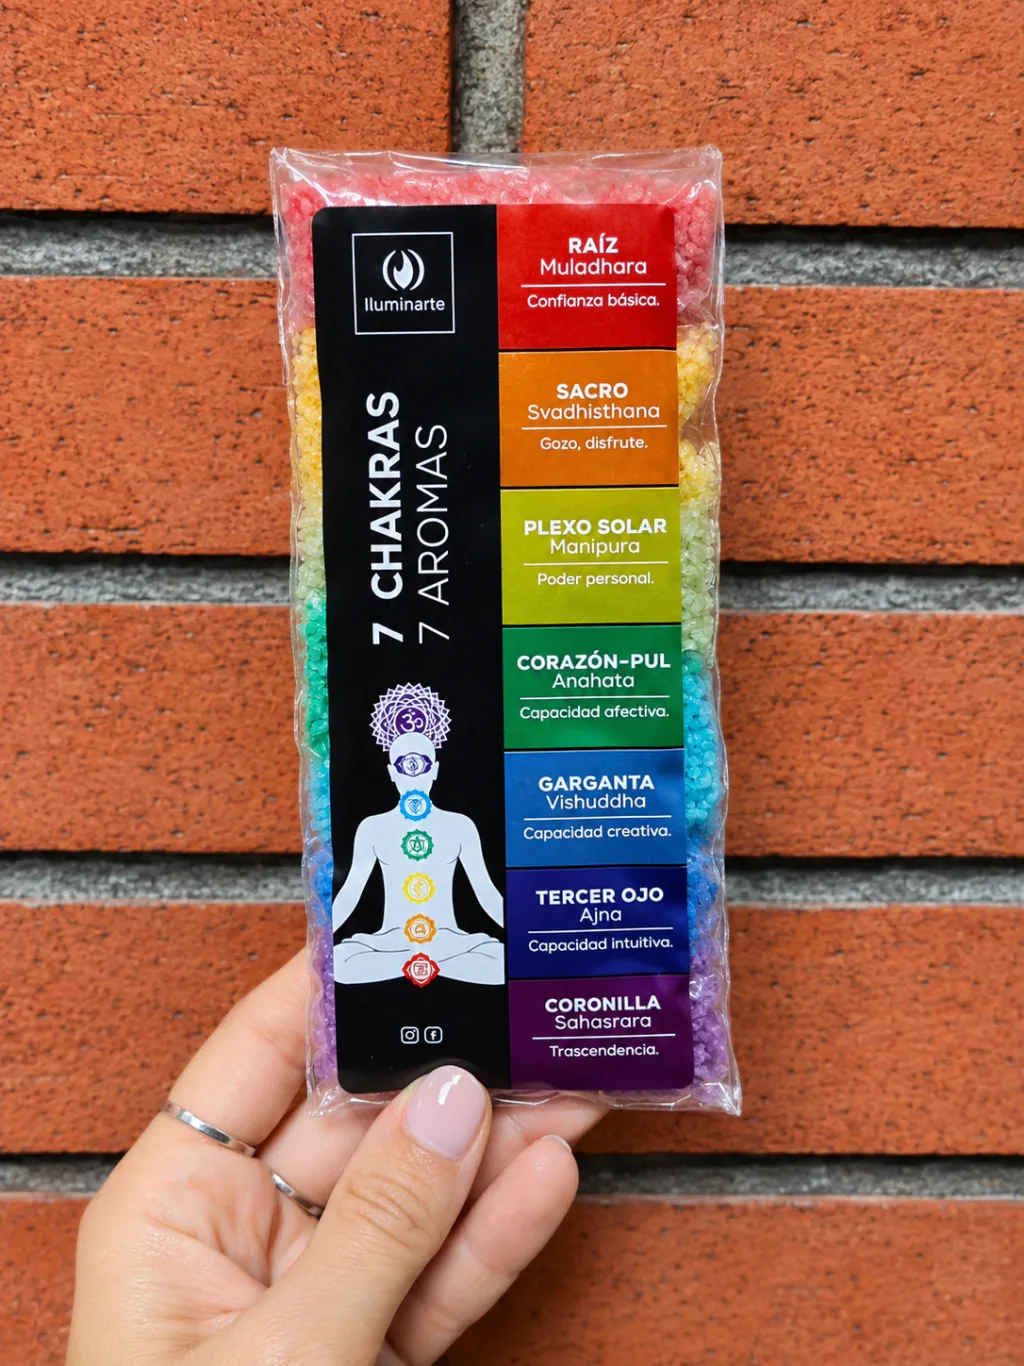 Iluminarte
7 CHAKRAS
7 AROMAS
RAÍZ
Muladhara
Confianza básica.
SACRO
Svadhisthana
Gozo, disfrute.
PLEXO SOLAR
Manipura
Poder personal.
CORAZÓN-PUL
Anahata
Capacidad afectiva.
GARGANTA
Vishuddha
Capacidad creativa.
TERCER OJO
Ajna
Capacidad intuitiva.
CORONILLA
Sahasrara
Trascendencia.
ॐ